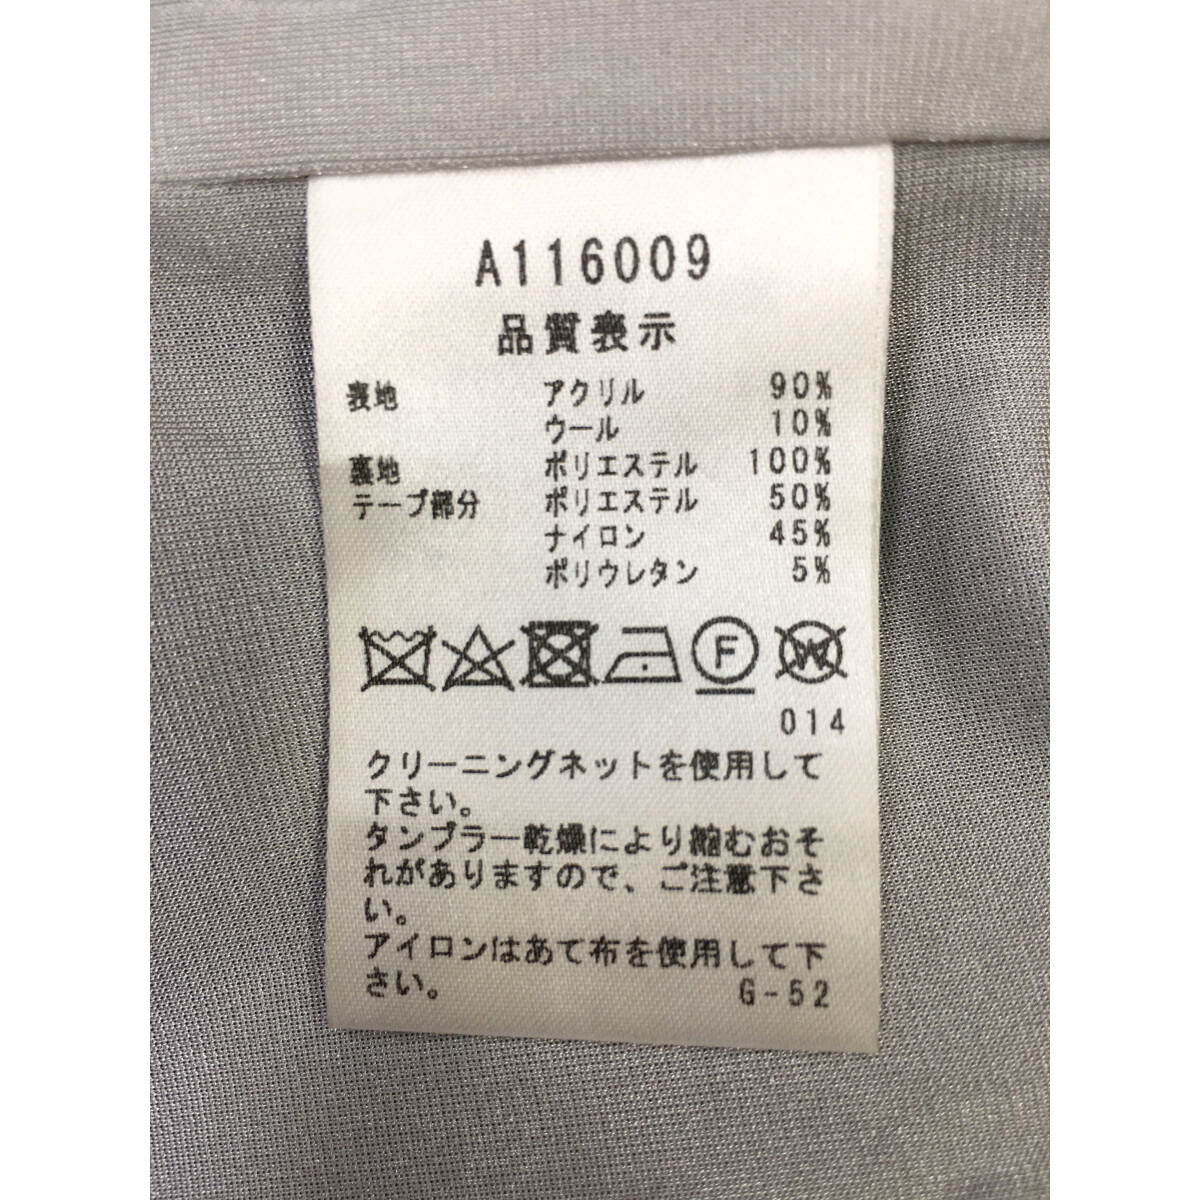 A116009
品質表示
表地 アクリル 90%
ウール 10%
裏地 ポリエステル 100%
テープ部分 ポリエステル 50%
ナイロン 45%
ポリウレタン 5%
F W
014
クリーニングネットを使用して
下さい。
タンブラー乾燥により縮むおそ
れがありますので、ご注意下さ
い。
アイロンはあて布を使用して下
さい。 G-52